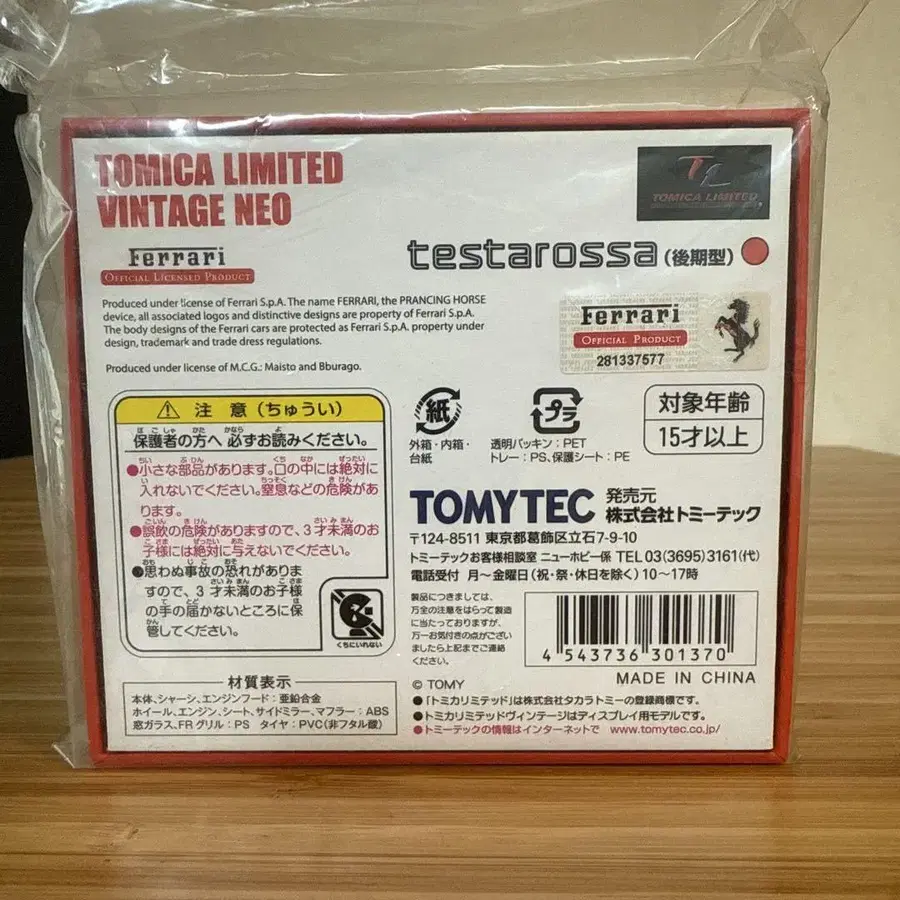 TOMICA LIMITED
VINTAGE NEO
TL
TOMICA LIMITED
Ferrari
OFFICIAL LICENSED PRODUCT
testarossa(後期型)
Produced under license of Ferrari S.p.A. The name FERRARI, the PRANCING HORSE
device, all associated logos and distinctive designs are property of Ferrari S.p.A.
The body designs of the Ferrari cars are protected as Ferrari S.p.A. property under
design, trademark and trade dress regulations.
Produced under license of M.C.G.: Maisto and Bburago.
Ferrari
OFFICIAL PRODUCT
281337577
注 意(ちゅうい)
保護者の方へ 必ずお読みください。
●小さな部品があります。口の中には絶対に
入れないでください。窒息などの危険があ
ります。
●誤飲の危険がありますので、3才未満のお
子様には絶対に与えないでください。
●思わぬ事故の恐れがありま
すので、3才未満のお子様
の手の届かないところに保
管してください。
くちにいれない
材質表示
本体、シャーシ、エンジンフード:亜鉛合金
ホイール、エンジン、シート、サイドミラー、マフラー:ABS
窓ガラス、FRグリル:PS タイヤ:PVC(非フタル酸)
紙
外箱・内箱・
台紙
プラ
透明パッキン:PET
トレー:PS、保護シート:PE
対象年齢
15才以上
TOMYTEC
発売元
株式会社トミーテック
〒124-8511 東京都葛飾区立石7-9-10
トミーテックお客様相談室 ニューホビー係 TEL 03(3695)3161(代)
電話受付 月〜金曜日(祝・祭・休日を除く)10〜17時
製品につきましては、
万全の注意をはらって製造
に当たっておりますが、
万一お気付きの点がござい
ましたら上記までご連絡
ください。
4 543736 301370
MADE IN CHINA
© TOMY
●「トミカリミテッド」は株式会社タカラトミーの登録商標です。
●トミカリミテッドヴィンテージはディスプレイ用モデルです。
●トミーテックの情報はインターネットで www.tomytec.co.jp/